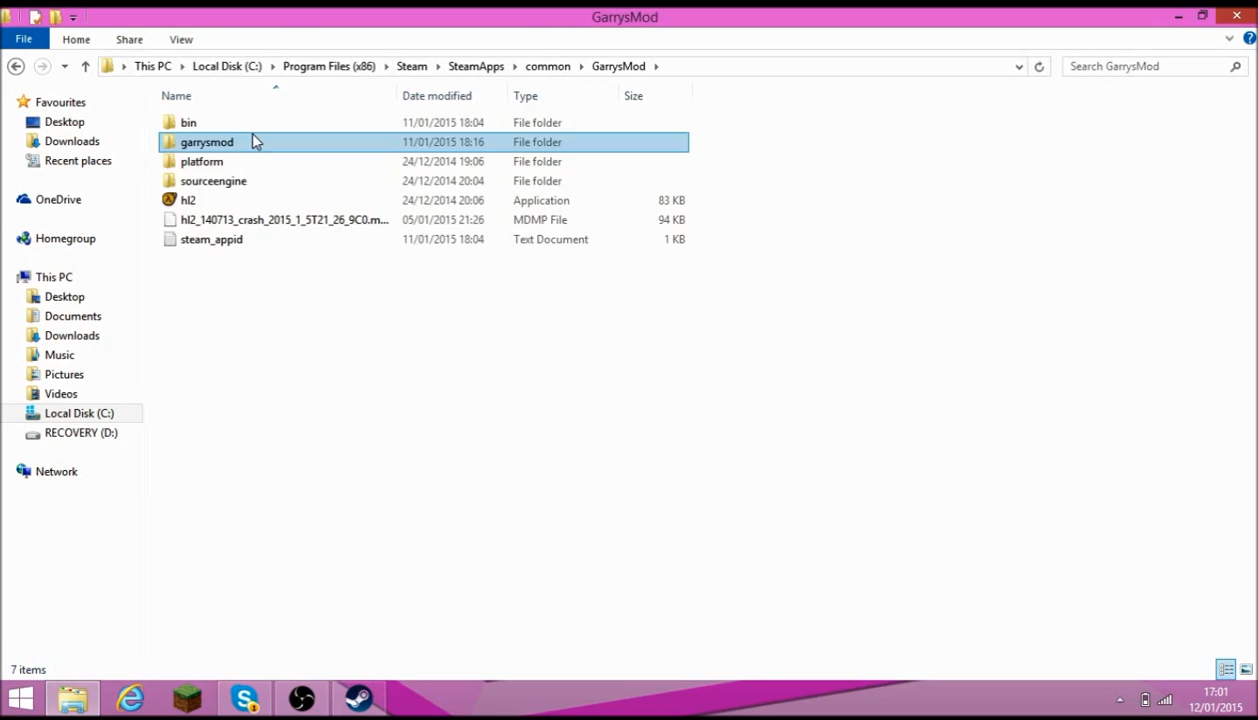 GarrysMod
File Home Share View
This PC Local Disk (C:) Program Files (x86) Steam SteamApps common GarrysMod Search GarrysMod
Name Date modified Type Size
Favourites
Desktop
Downloads
Recent places
OneDrive
Homegroup
This PC
Desktop
Documents
Downloads
Music
Pictures
Videos
Local Disk (C:)
RECOVERY (D:)
Network
bin 11/01/2015 18:04 File folder
garrysmod 11/01/2015 18:16 File folder
platform 24/12/2014 19:06 File folder
sourceengine 24/12/2014 20:04 File folder
hl2 24/12/2014 20:06 Application 83 KB
hl2_140713_crash_2015_1_5T21_26_9C0.m... 05/01/2015 21:26 MDMP File 94 KB
steam_appid 11/01/2015 18:04 Text Document 1 KB
7 items
17:01
12/01/2015